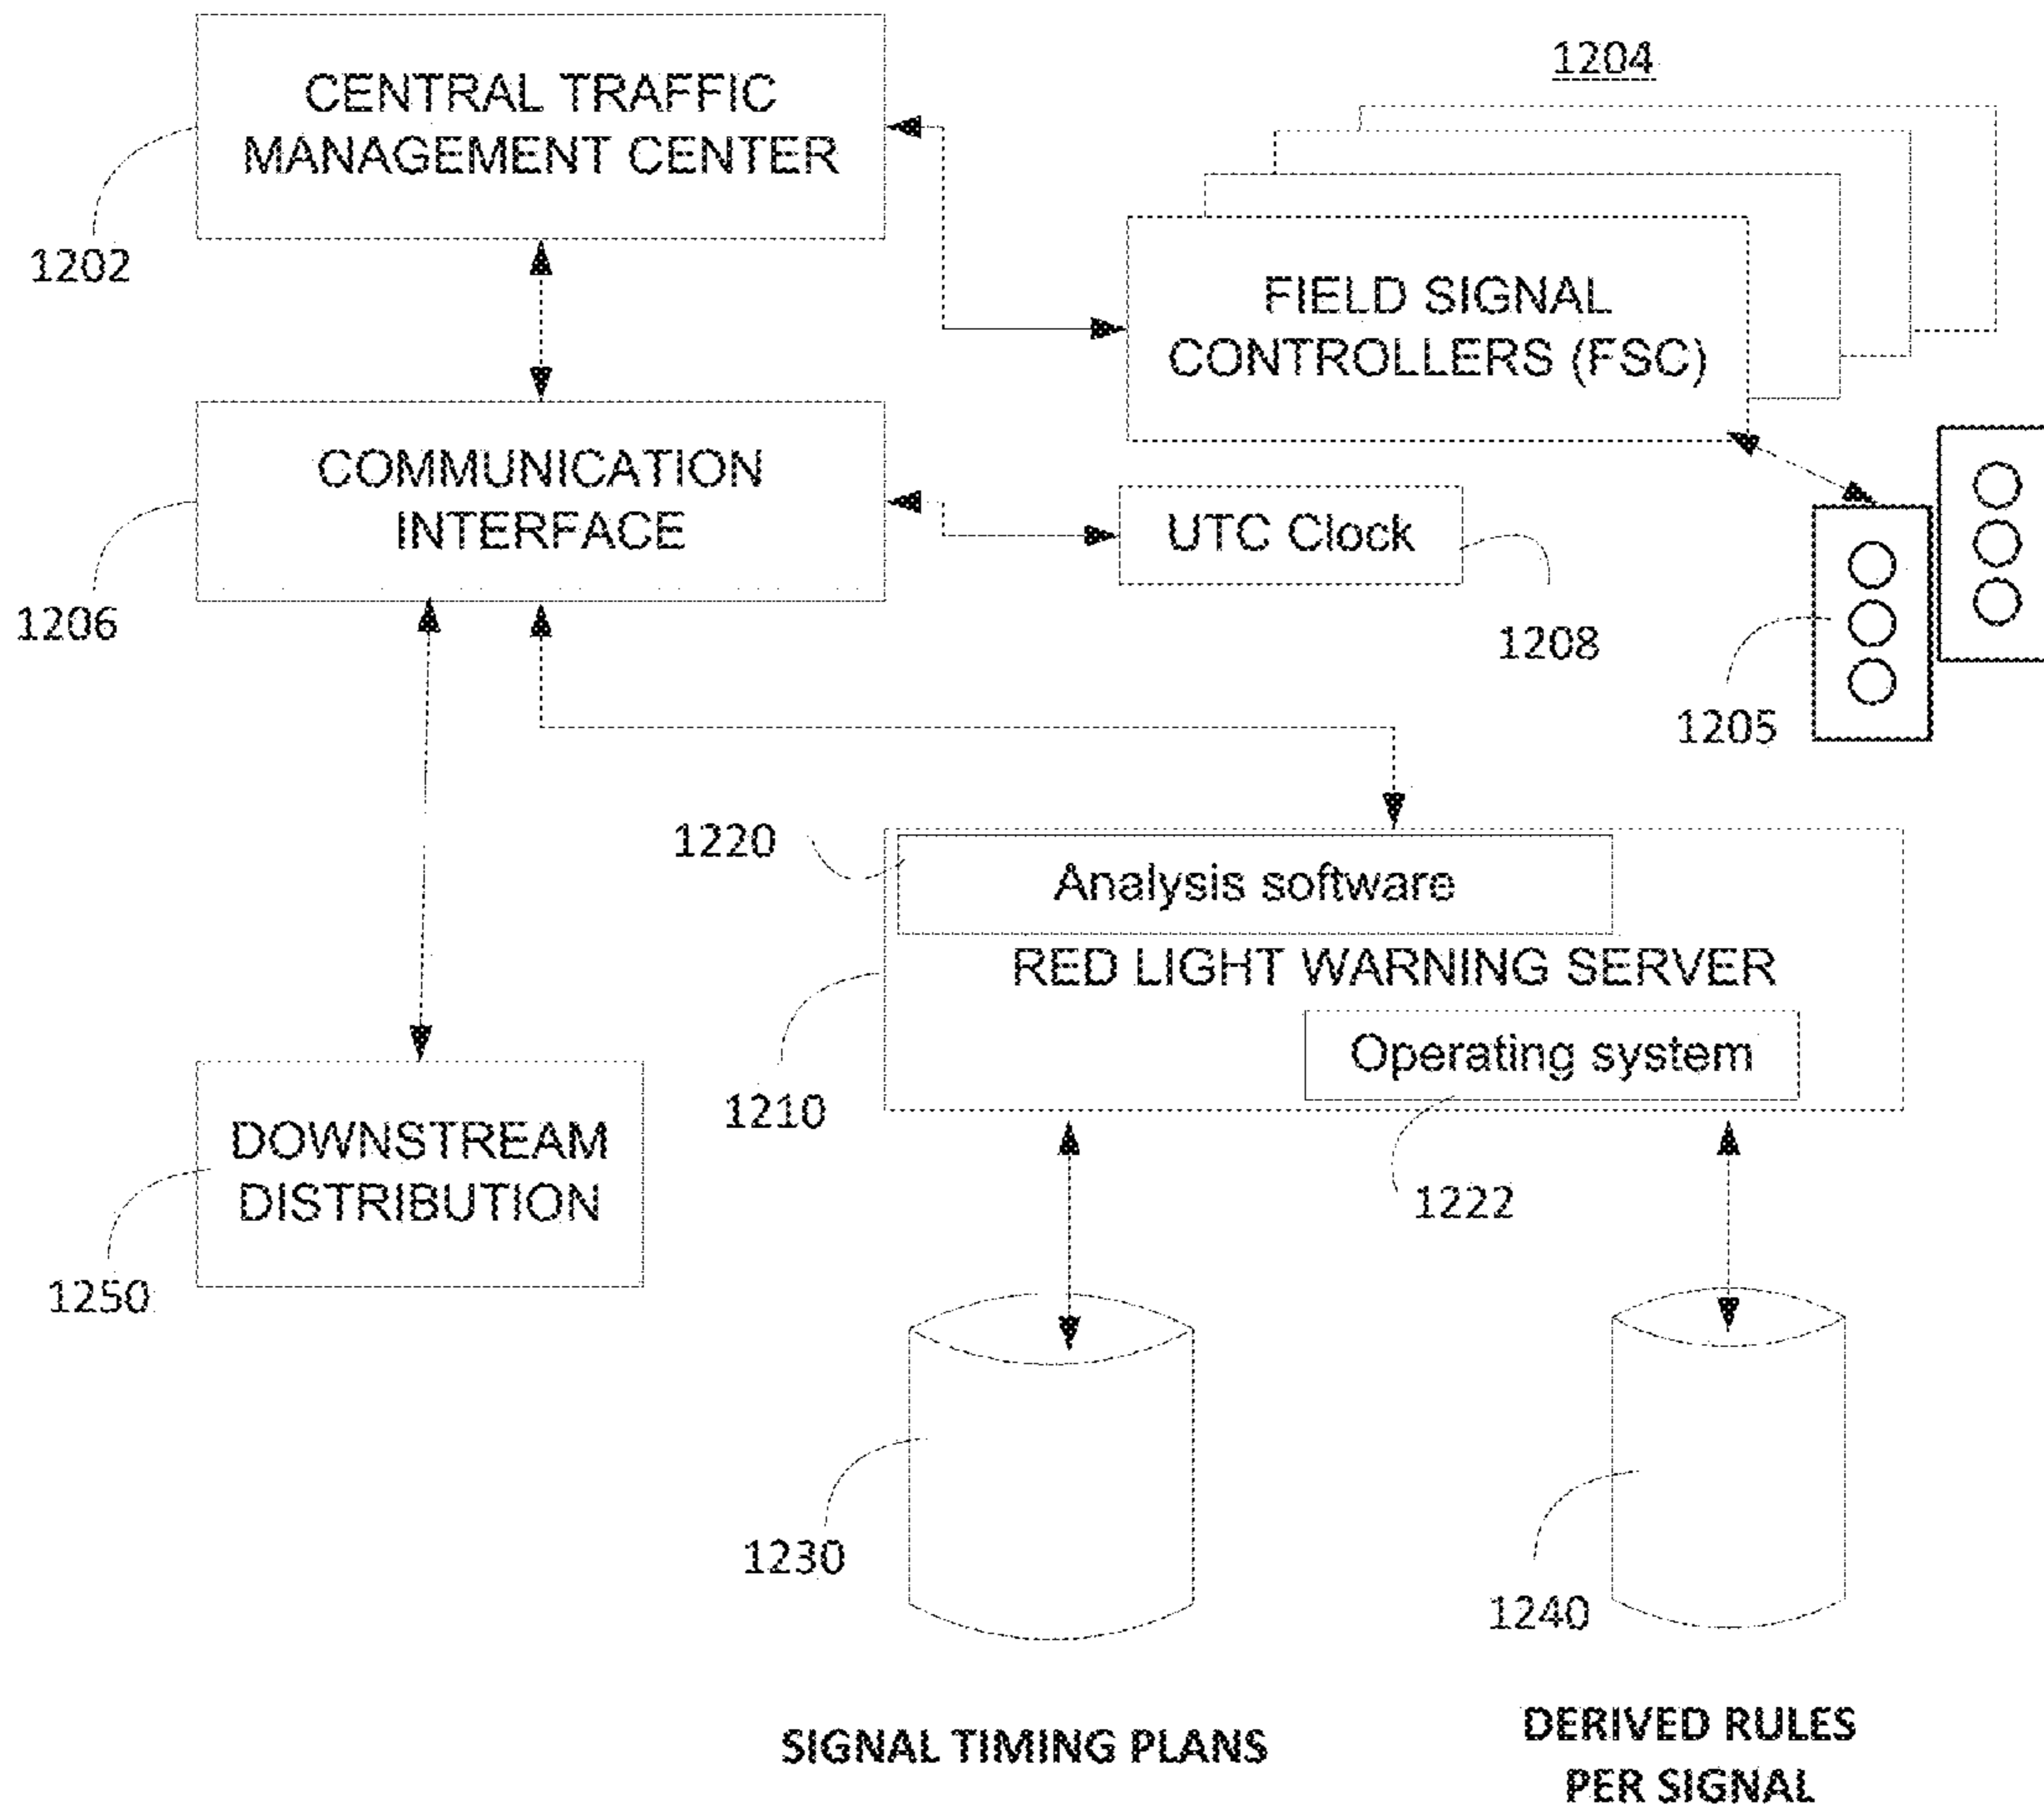 1204
CENTRAL TRAFFIC
MANAGEMENT CENTER
1202
FIELD SIGNAL
CONTROLLERS (FSC)
COMMUNICATION
INTERFACE
UTC Clock
1206
1208
1205
1220
Analysis software
RED LIGHT WARNING SERVER
Operating system
1210
DOWNSTREAM
DISTRIBUTION
1222
1250
1230
1240
SIGNAL TIMING PLANS
DERIVED RULES
PER SIGNAL